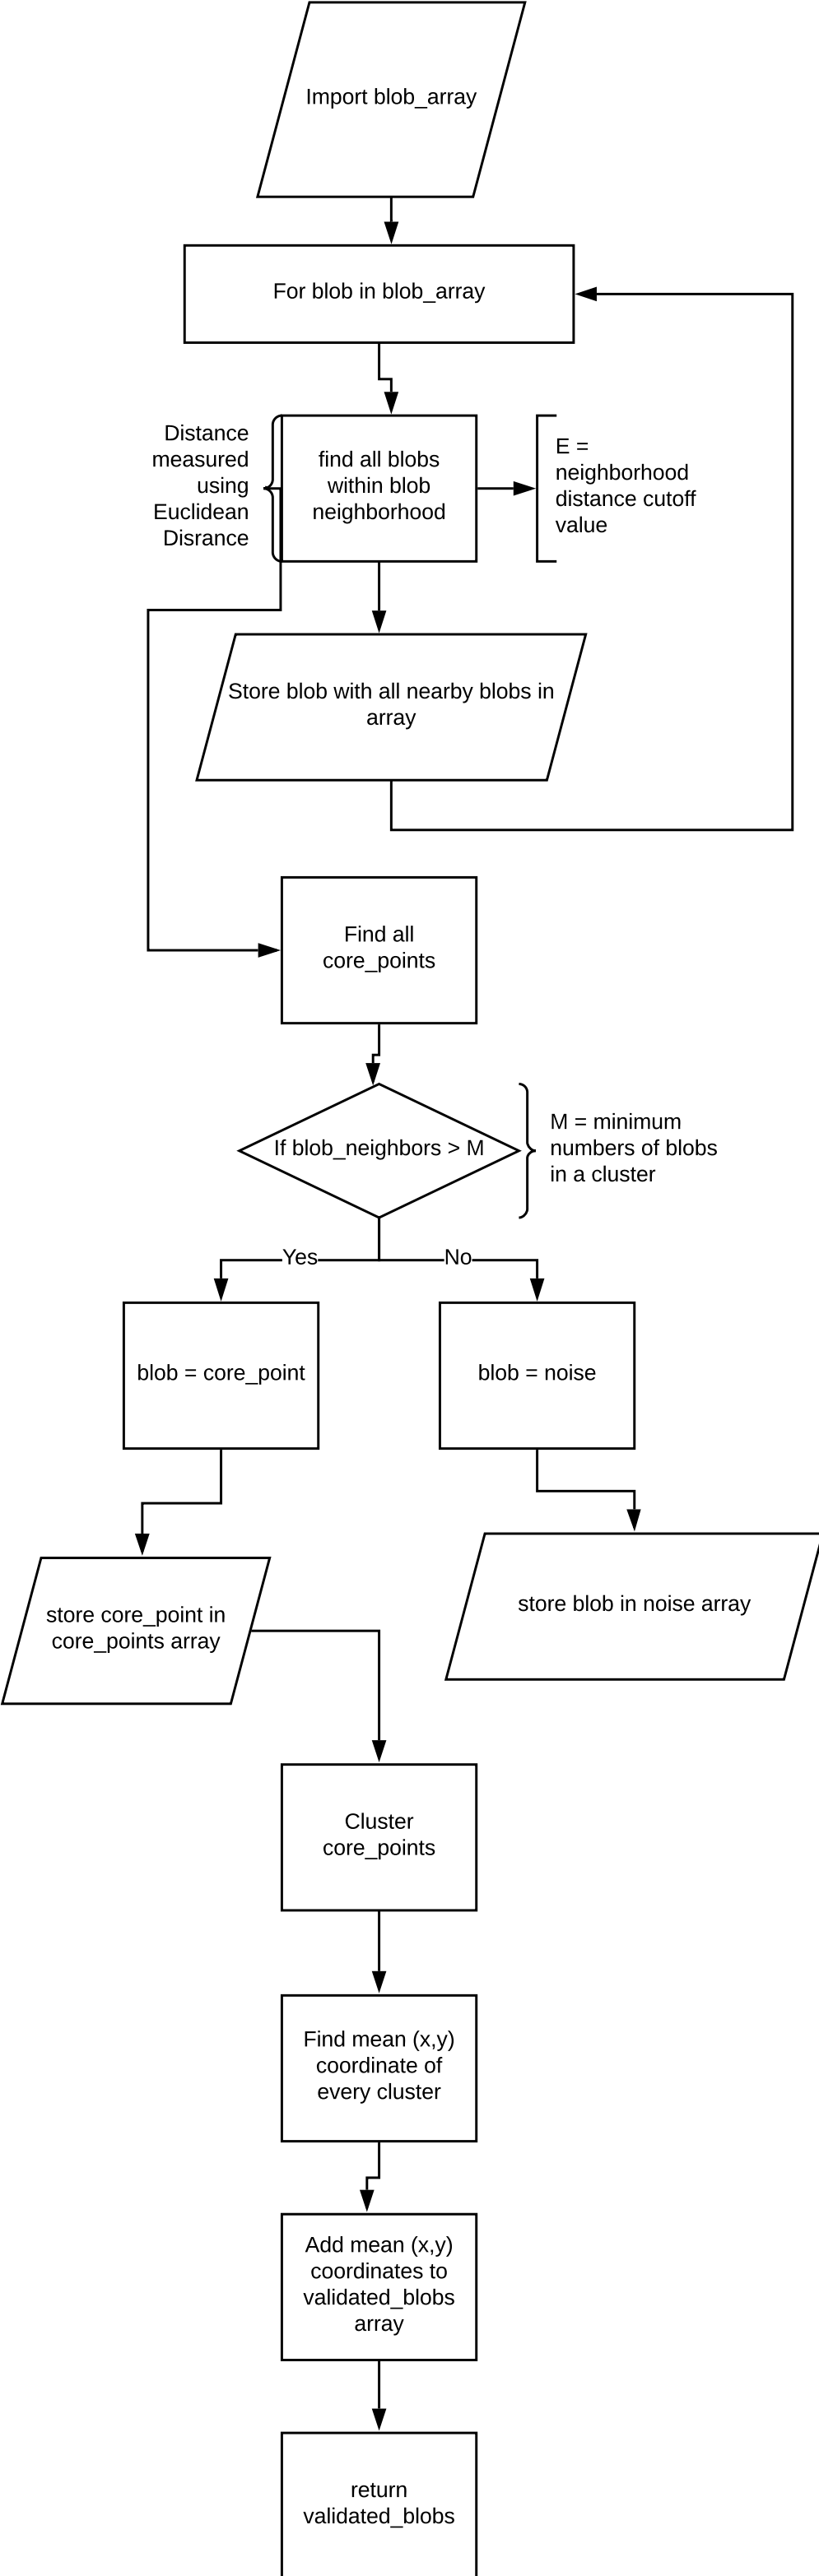 Import blob_array
For blob in blob_array
Distance
measured
using
Euclidean
Disrance
find all blobs
within blob
neighborhood
E =
neighborhood
distance cutoff
value
Store blob with all nearby blobs in
array
Find all
core_points
If blob_neighbors > M
M = minimum
numbers of blobs
in a cluster
Yes
No
blob = core_point
blob = noise
store core_point in
core_points array
store blob in noise array
Cluster
core_points
Find mean (x,y)
coordinate of
every cluster
Add mean (x,y)
coordinates to
validated_blobs
array
return
validated_blobs